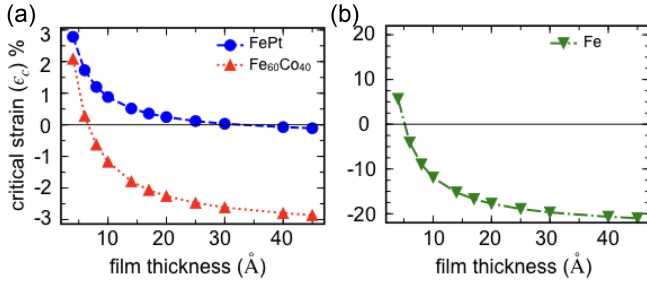 (a)
critical strain (ϵc) %
3
2
1
0
-1
-2
-3
FePt
Fe60Co40
10 20 30 40
film thickness (Å)
(b)
20
10
0
-10
-20
Fe
10 20 30 40
film thickness (Å)